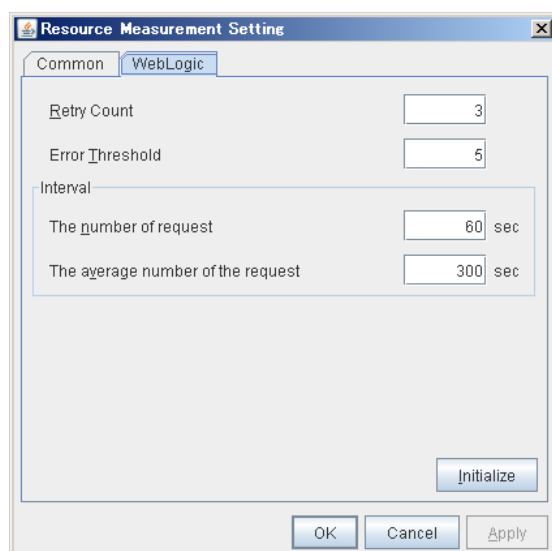 Resource Measurement Setting
Common WebLogic
Retry Count 3
Error Threshold 5
Interval
The number of request 60 sec
The average number of the request 300 sec
Initialize
OK Cancel Apply